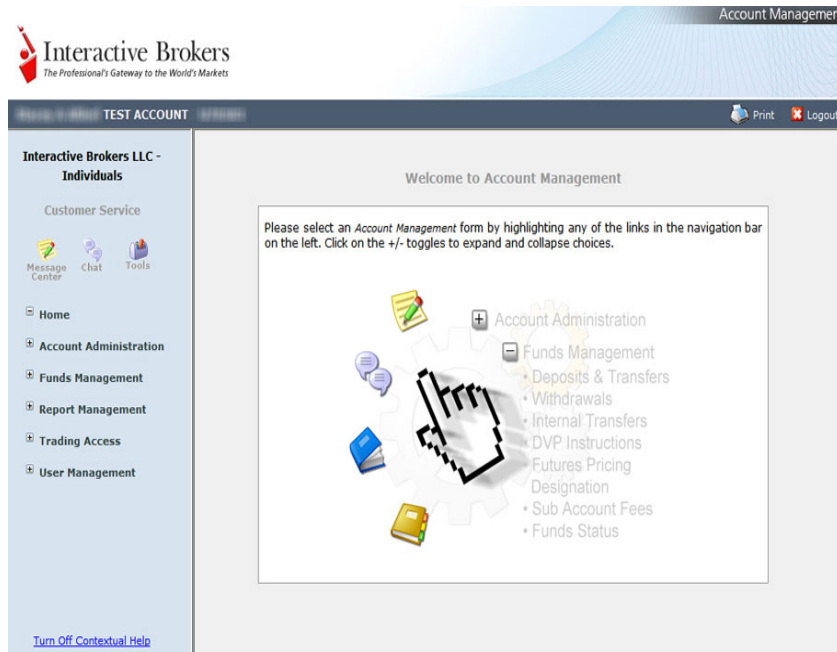 Account Managemen
Interactive Brokers
The Professional's Gateway to the World's Markets
TEST ACCOUNT
Print
Logout
Interactive Brokers LLC -
Individuals
Customer Service
Message
Center
Chat
Tools
Home
Account Administration
Funds Management
Report Management
Trading Access
User Management
Turn Off Contextual Help
Welcome to Account Management
Please select an Account Management form by highlighting any of the links in the navigation bar
on the left. Click on the +/- toggles to expand and collapse choices.
Account Administration
Funds Management
• Deposits & Transfers
• Withdrawals
• Internal Transfers
• DVP Instructions
• Futures Pricing
Designation
• Sub Account Fees
• Funds Status